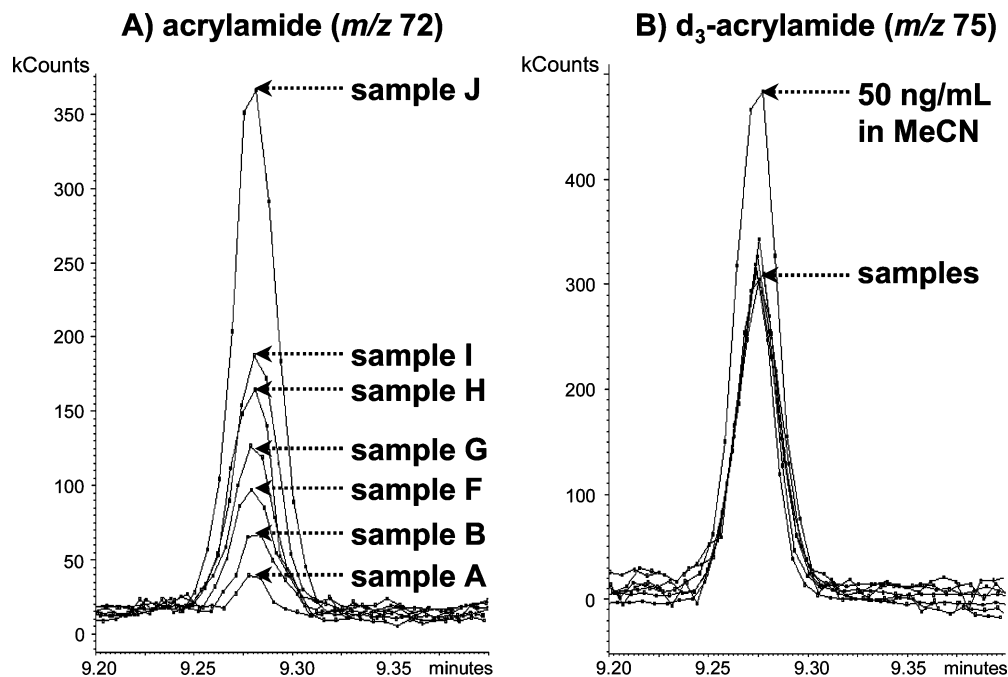 A) acrylamide (m/z 72)
kCounts
350
300
250
200
150
100
50
0
9.20
9.25
9.30
9.35
minutes
sample J
sample I
sample H
sample G
sample F
sample B
sample A
B) d₃-acrylamide (m/z 75)
kCounts
400
300
200
100
0
9.20
9.25
9.30
9.35
minutes
50 ng/mL
in MeCN
samples